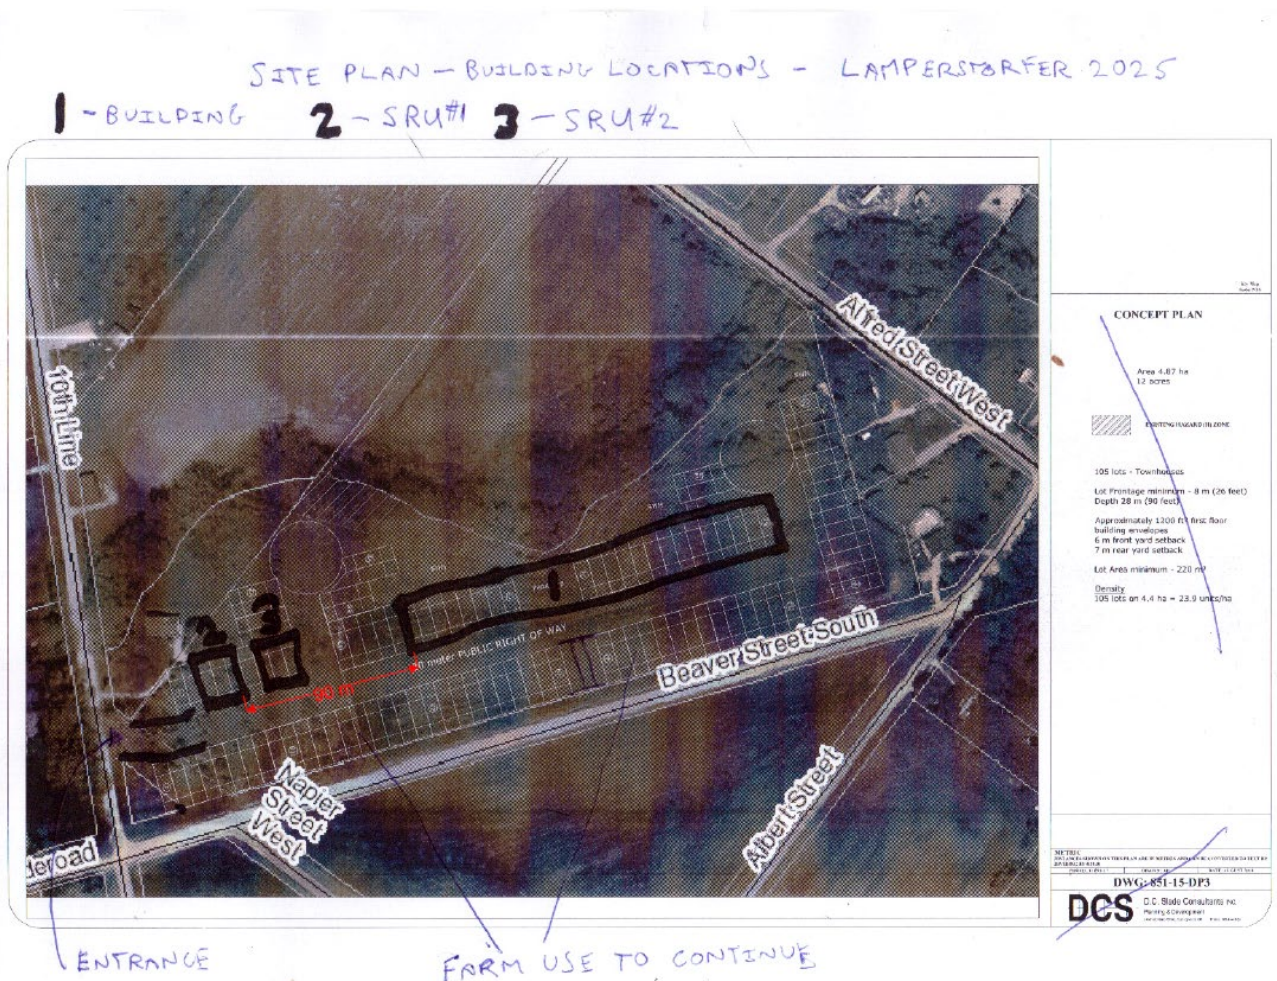 SITE PLAN - BUILDING LOCATIONS - LAMPERSTORFER 2025
1 - BUILDING 2 - SRU#1 3 - SRU#2
Alfred Street West
10th Line
CONCEPT PLAN
Area 4.87 ha
12 acres
EXISTING HAZARD (H) ZONE
105 lots - Townhouses
Lot Frontage minimum - 8 m (26 feet)
Depth 28 m (90 feet)
Approximately 1200 ft² first floor
building envelopes
6 m front yard setback
7 m rear yard setback
Lot Area minimum - 220 m²
Density
105 lots on 4.4 ha = 23.9 units/ha
1
2
3
20 meter PUBLIC RIGHT OF WAY
90 m
Beaver Street South
Napier
Street
West
Albert Street
deroad
METRIC
DWG: 851-15-DP3
DCS D.C. Slade Consultants Inc.
Planning & Development
ENTRANCE
FARM USE TO CONTINUE